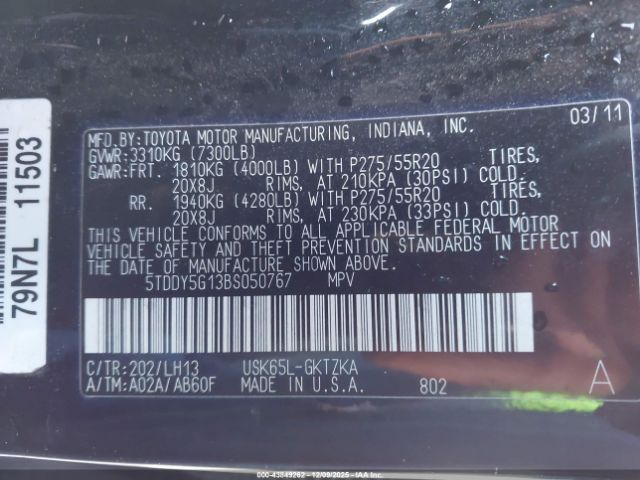 79N7L 11503
MFD.BY:TOYOTA MOTOR MANUFACTURING, INDIANA, INC. 03/11
GVWR:3310KG (7300LB)
GAWR:FRT. 1810KG (4000LB) WITH P275/55R20 TIRES,
20X8J RIMS, AT 210KPA (30PSI) COLD.
RR. 1940KG (4280LB) WITH P275/55R20 TIRES,
20X8J RIMS, AT 230KPA (33PSI) COLD.
THIS VEHICLE CONFORMS TO ALL APPLICABLE FEDERAL MOTOR
VEHICLE SAFETY AND THEFT PREVENTION STANDARDS IN EFFECT ON
THE DATE OF MANUFACTURE SHOWN ABOVE.
5TDDY5G13BS050767 MPV
C/TR:202/LH13 USK65L-GKTZKA
A/TM:A02A/AB60F MADE IN U.S.A. 802 A
IAA 560-43849262 - 12/09/2025 - IAAI.com